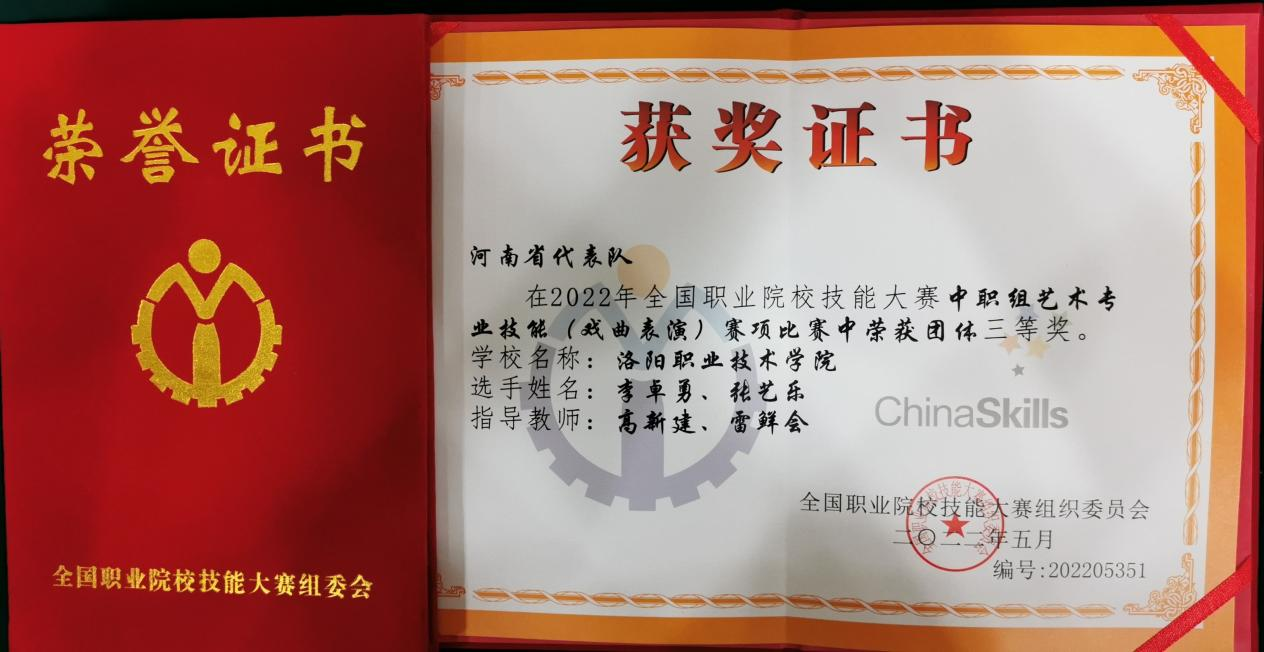 荣誉证书
全国职业院校技能大赛组委会
获奖证书
河南省代表队
在2022年全国职业院校技能大赛中职组艺术专
业技能（戏曲表演）赛项比赛中荣获团体三等奖。
学校名称：洛阳职业技术学院
选手姓名：李卓勇、张艺乐
指导教师：高新建、雷鲜会
ChinaSkills
全国职业院校技能大赛组织委员会
二〇二二年五月
编号:202205351